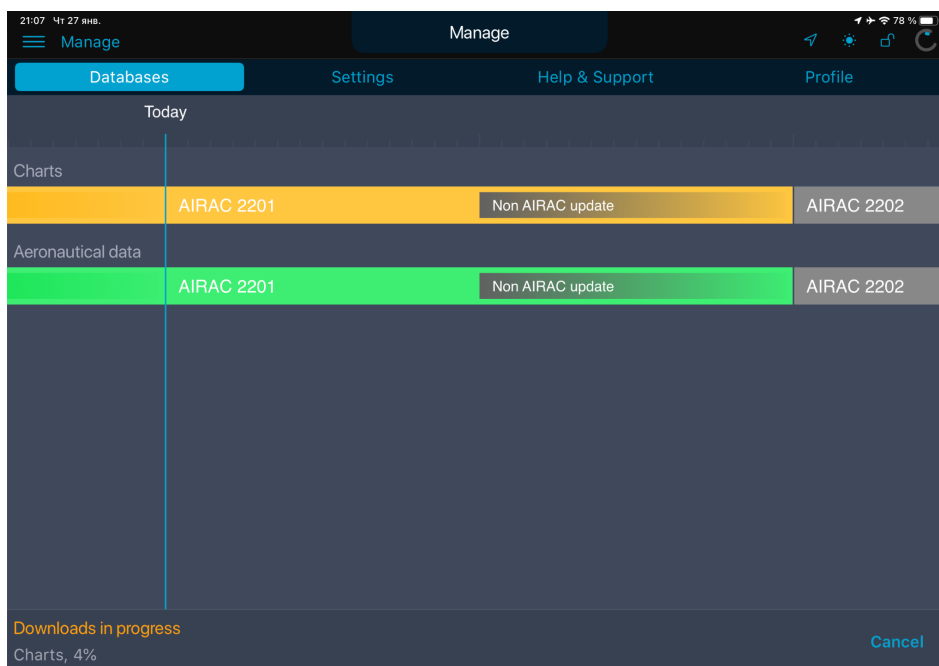 21:07 Чт 27 янв.
78 %
Manage
Manage
Databases
Settings
Help & Support
Profile
Today
Charts
AIRAC 2201
Non AIRAC update
AIRAC 2202
Aeronautical data
AIRAC 2201
Non AIRAC update
AIRAC 2202
Downloads in progress
Charts, 4%
Cancel